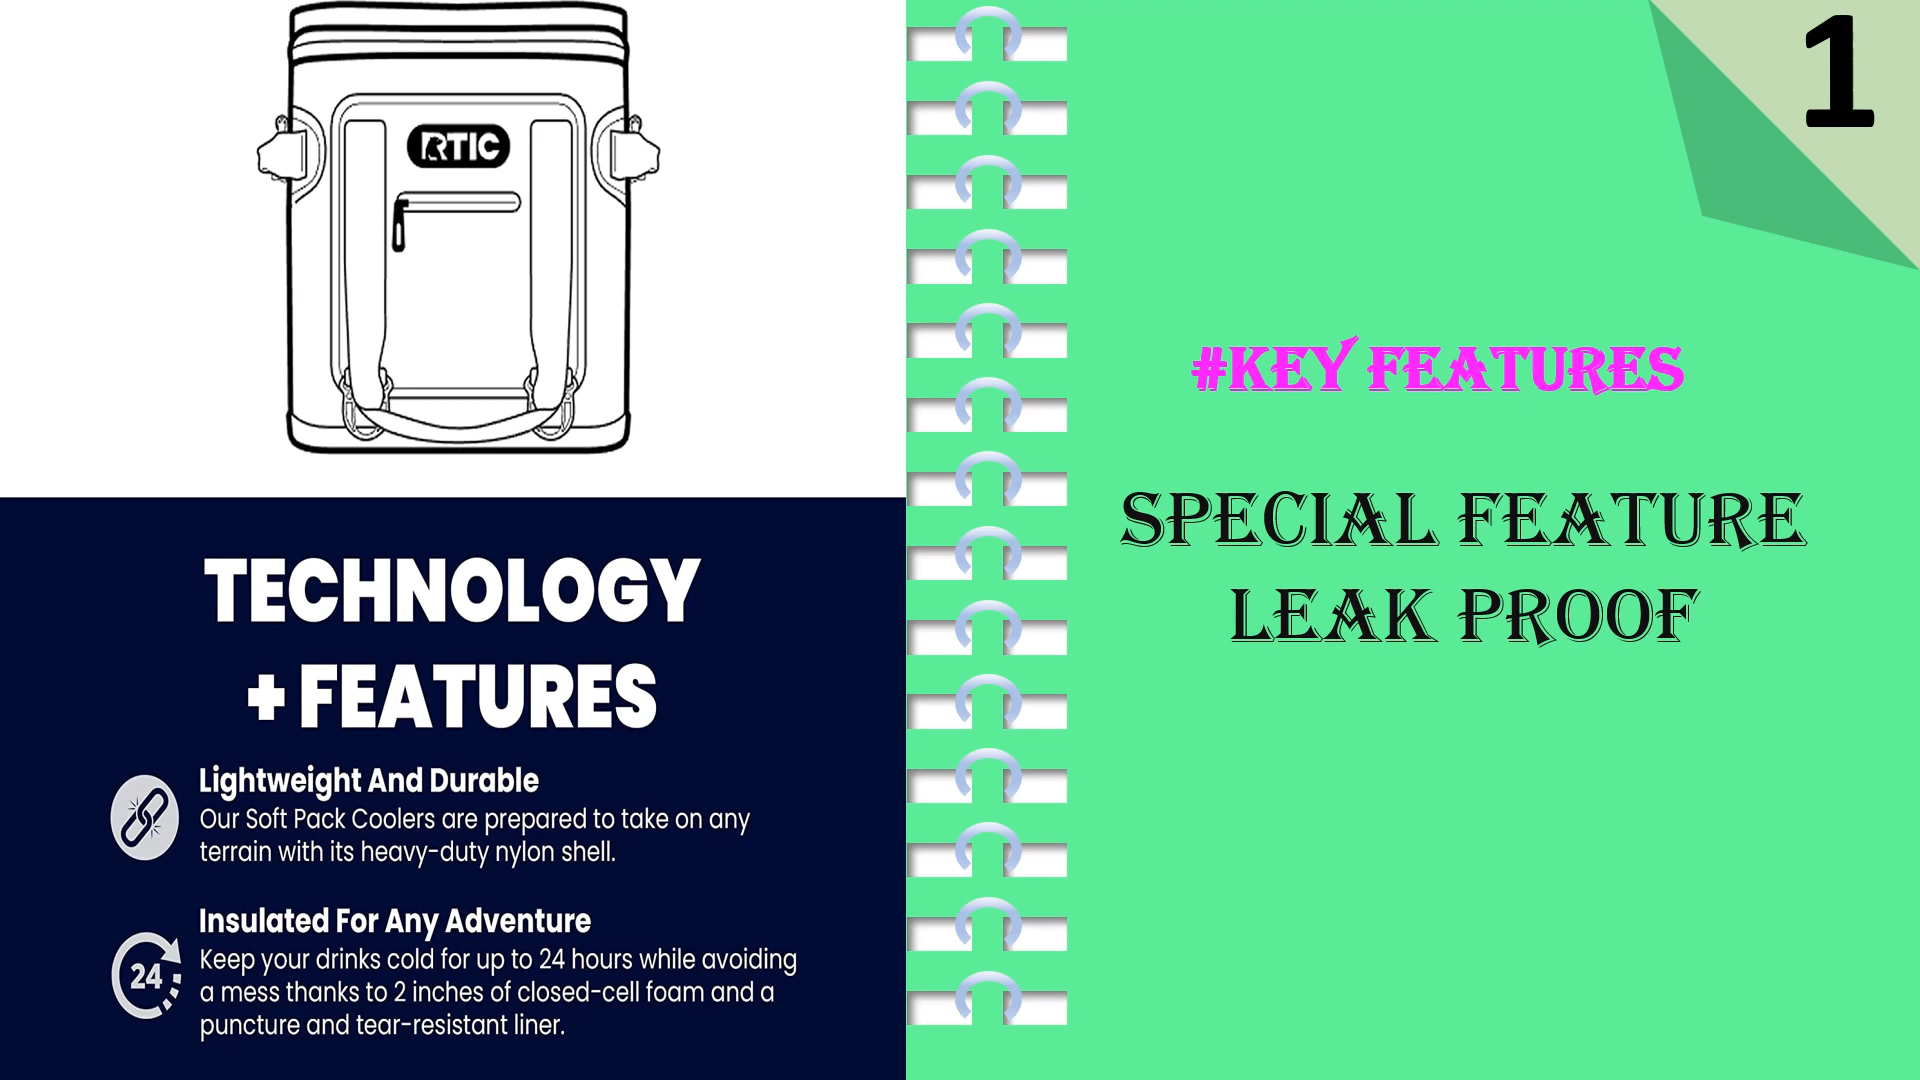 RTIC
TECHNOLOGY
+ FEATURES
Lightweight And Durable
Our Soft Pack Coolers are prepared to take on any
terrain with its heavy-duty nylon shell.
24
Insulated For Any Adventure
Keep your drinks cold for up to 24 hours while avoiding
a mess thanks to 2 inches of closed-cell foam and a
puncture and tear-resistant liner.
1
#KEY FEATURES
SPECIAL FEATURE
LEAK PROOF